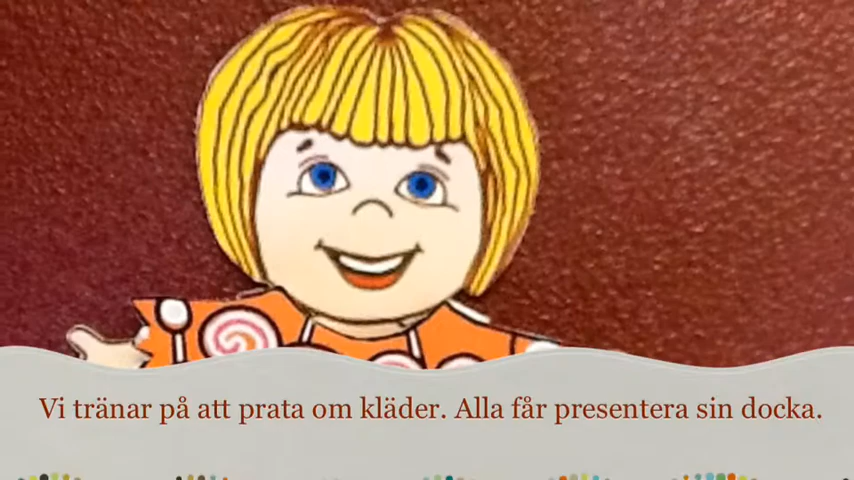 Vi tränar på att prata om kläder. Alla får presentera sin docka.